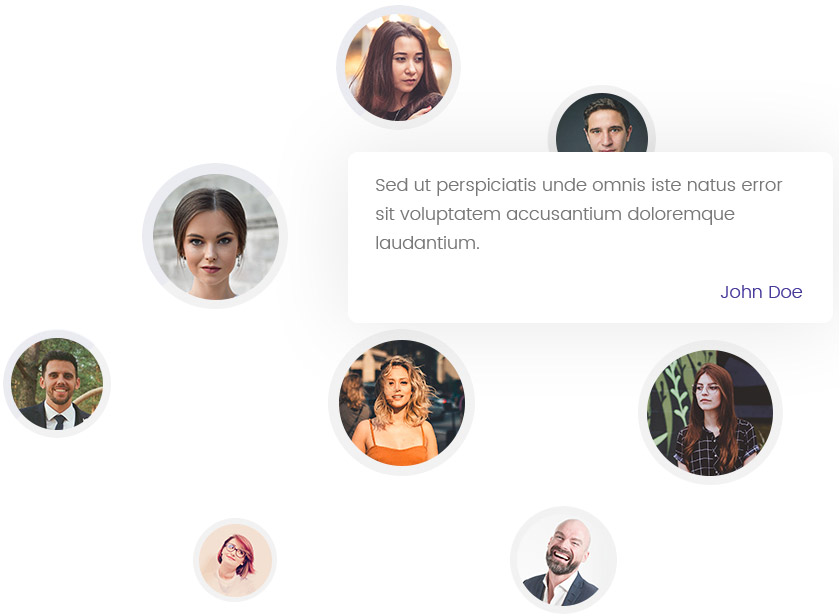 Sed ut perspiciatis unde omnis iste natus error
sit voluptatem accusantium doloremque
laudantium.
John Doe